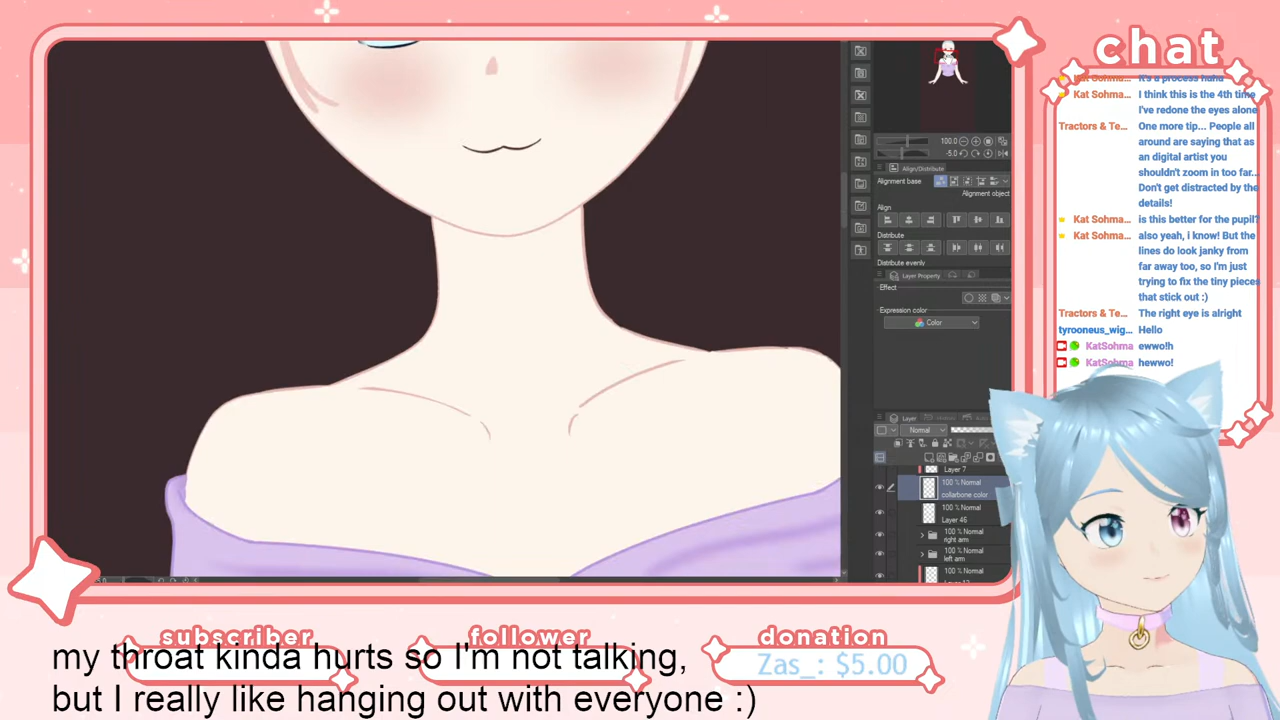 chat
Kat Sohma... It's a process haha
Kat Sohma... I think this is the 4th time
I've redone the eyes alone
Tractors & Te... One more tip... People all
around are saying that as
an digital artist you
shouldn't zoom in too far...
Don't get distracted by the
details!
Kat Sohma... is this better for the pupil?
Kat Sohma... also yeah, i know! But the
lines do look janky from
far away too, so I'm just
trying to fix the tiny pieces
that stick out :)
Tractors & Te... The right eye is alright
tyrooneus_wig... Hello
KatSohma ewwo!h
KatSohma hewwo!
100.0
-5.0
Align/Distribute
Alignment base
Alignment object
Align
Distribute
Distribute evenly
Layer Property
Effect
Expression color
Color
Layer
Normal
Layer 7
100 % Normal
collarbone color
100 % Normal
Layer 46
100 % Normal
right arm
100 % Normal
left arm
100 % Normal
subscriber
follower
donation
Zas_: $5.00
my throat kinda hurts so I'm not talking,
but I really like hanging out with everyone :)